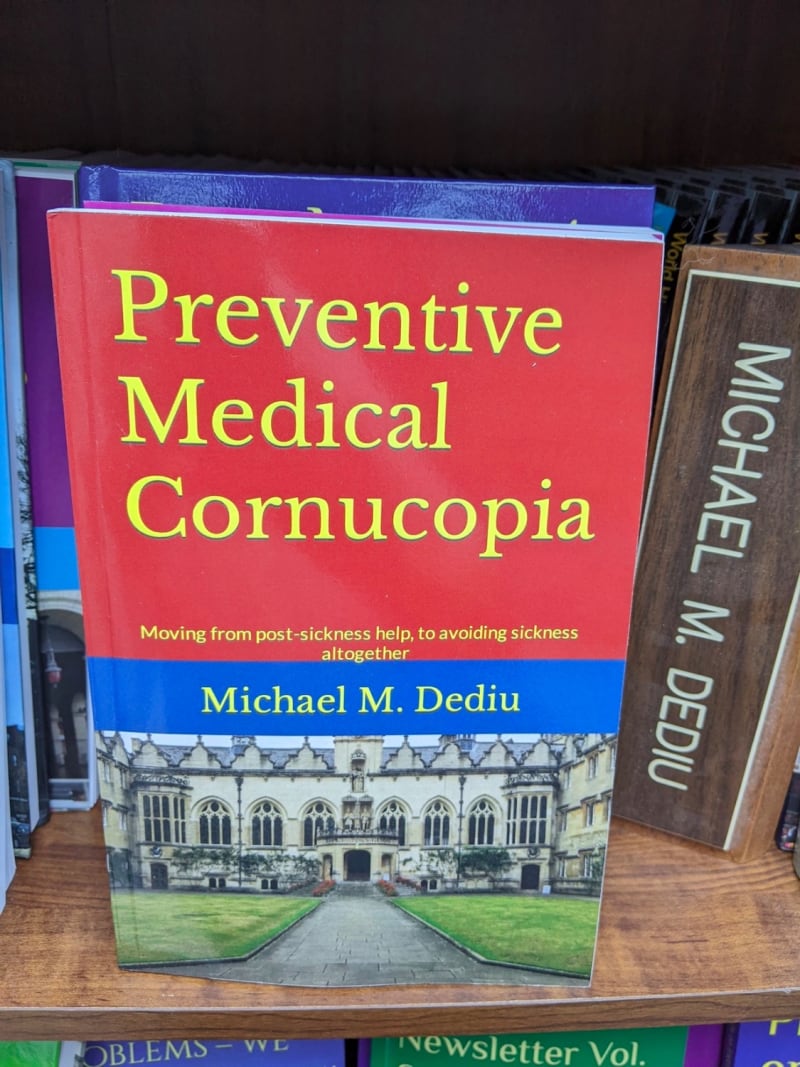 Preventive
Medical
Cornucopia
Moving from post-sickness help, to avoiding sickness
altogether
Michael M. Dediu
MICHAEL M. DEDIU
OBLEMS – WE
Newsletter Vol.